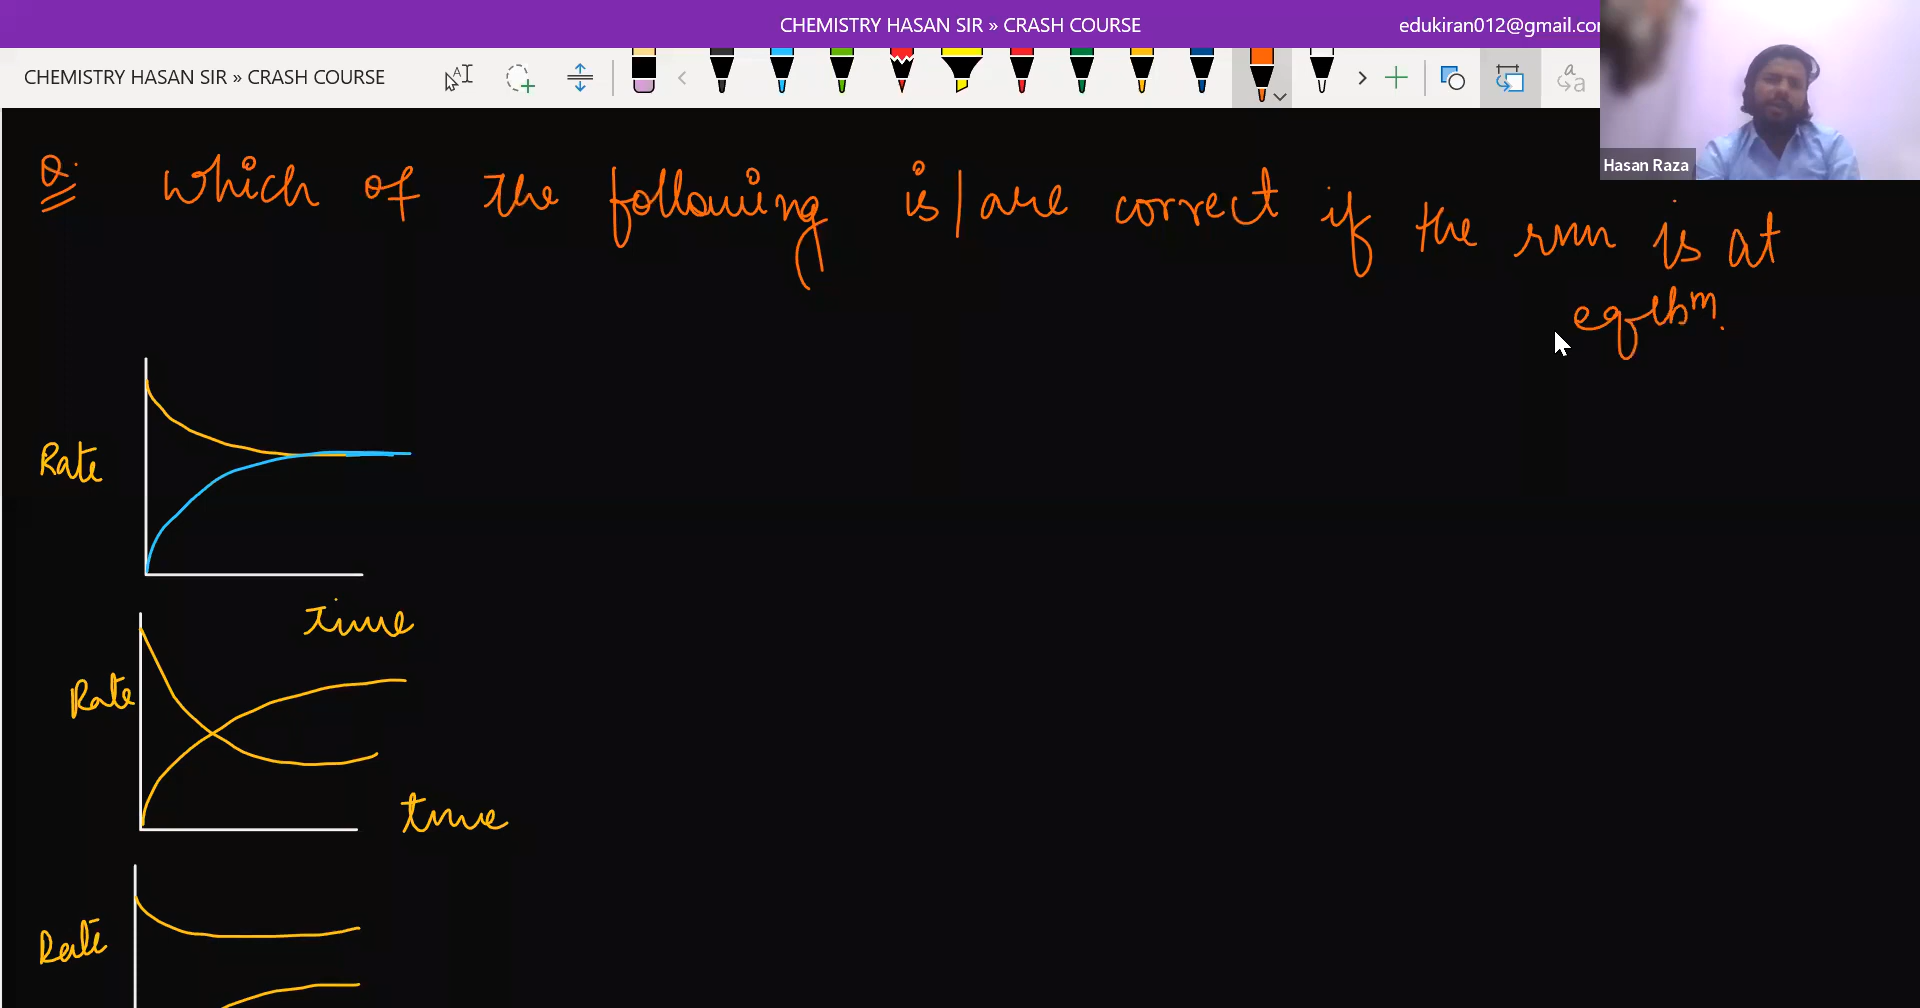 CHEMISTRY HASAN SIR » CRASH COURSE
edukiran012@gmail.co
CHEMISTRY HASAN SIR » CRASH COURSE
Hasan Raza
Q. which of the following is/are correct if the rxn is at
eqlbm.
Rate
Time
Rate
time
Rate